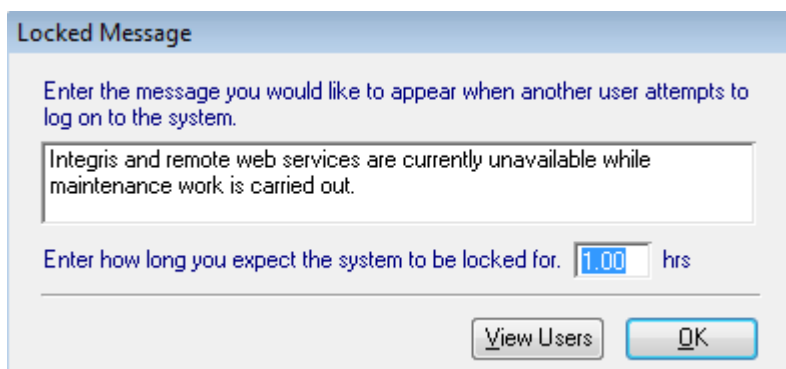 Locked Message
Enter the message you would like to appear when another user attempts to
log on to the system.
Integris and remote web services are currently unavailable while
maintenance work is carried out.
Enter how long you expect the system to be locked for. 1.00 hrs
View Users OK